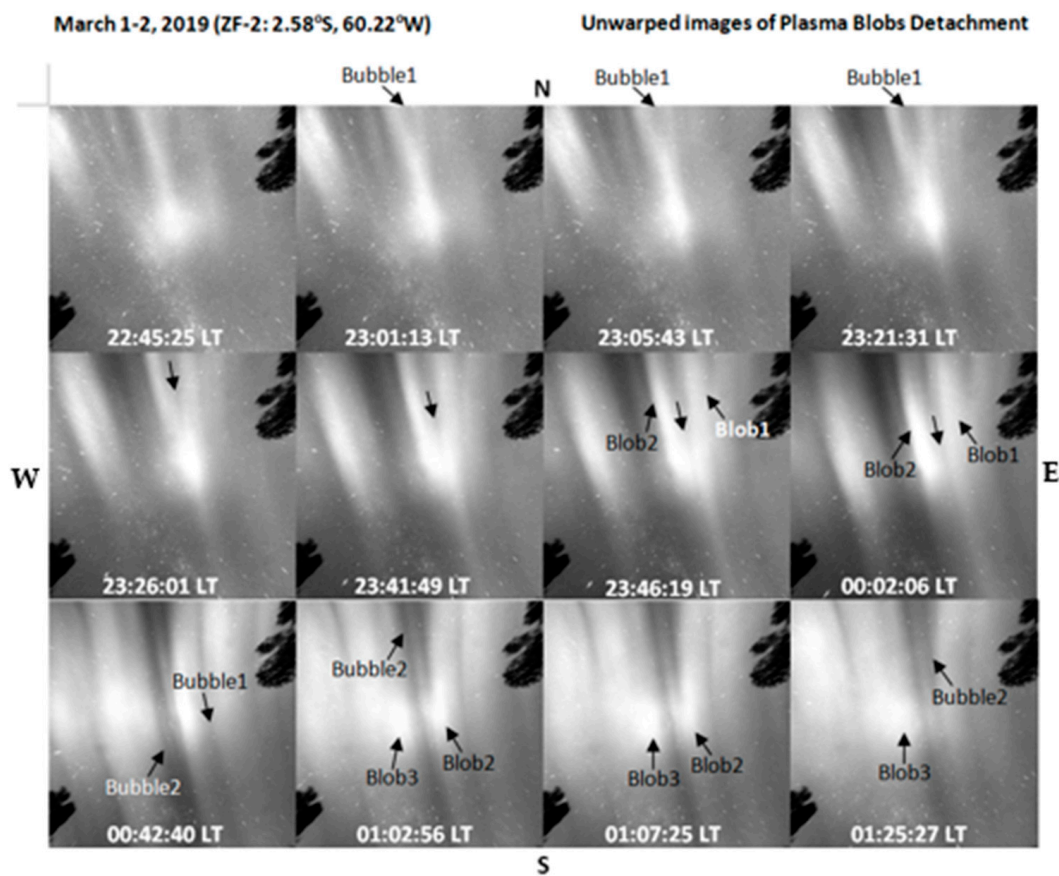 March 1-2, 2019 (ZF-2: 2.58°S, 60.22°W)
Unwarped images of Plasma Blobs Detachment
Bubble1
Bubble1
Bubble1
N
22:45:25 LT
23:01:13 LT
23:05:43 LT
23:21:31 LT
W
E
Blob2
Blob1
Blob2
Blob1
23:26:01 LT
23:41:49 LT
23:46:19 LT
00:02:06 LT
Bubble1
Bubble2
Bubble2
Blob3
Blob2
Blob3
Blob2
Bubble2
Blob3
00:42:40 LT
01:02:56 LT
01:07:25 LT
01:25:27 LT
S